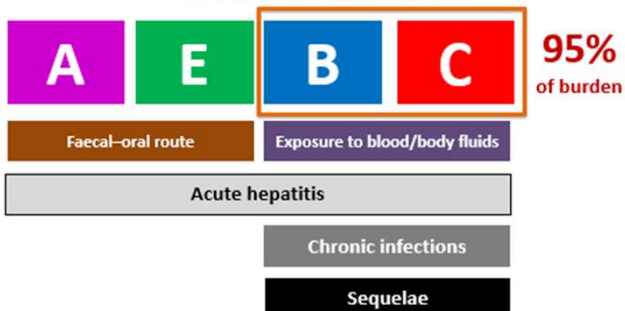 A E B C
95%
of burden
Faecal–oral route
Exposure to blood/body fluids
Acute hepatitis
Chronic infections
Sequelae